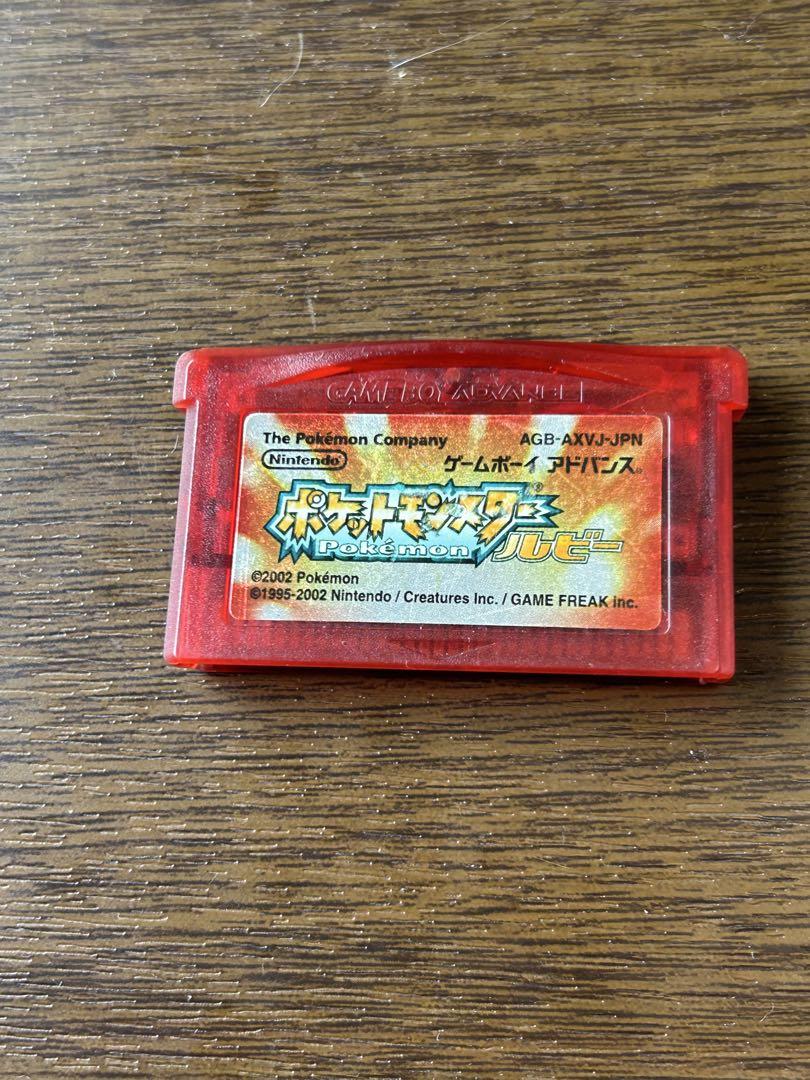 GAME BOY ADVANCE
The Pokémon Company AGB-AXVJ-JPN
Nintendo ゲームボーイ アドバンス®
ポケットモンスター®
Pokémon ルビー
©2002 Pokémon
©1995-2002 Nintendo / Creatures Inc. / GAME FREAK inc.